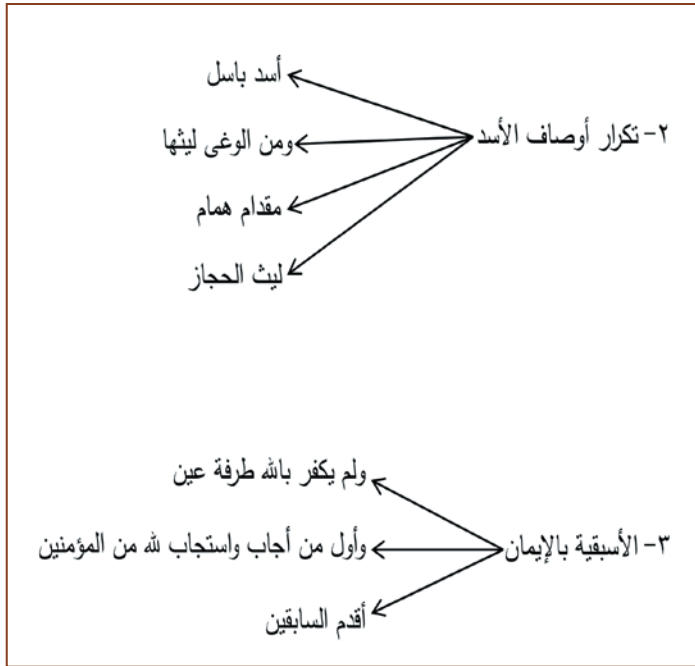 أسد باسل
٢- تكرار أوصاف الأسد
ومن الوغى ليثها
مقدام همام
ليث الحجاز
ولم يكفر بالله طرفة عين
٣- الأسبقية بالإيمان
وأول من أجاب واستجاب لله من المؤمنين
أقدم السابقين